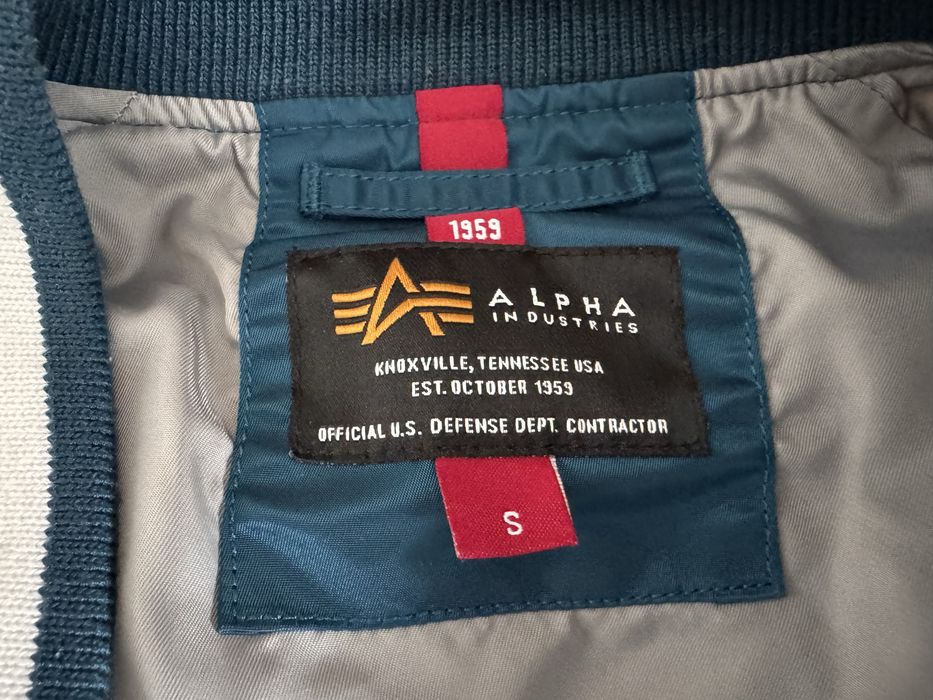 1959
ALPHA
INDUSTRIES
KNOXVILLE, TENNESSEE USA
EST. OCTOBER 1959
OFFICIAL U.S. DEFENSE DEPT. CONTRACTOR
S